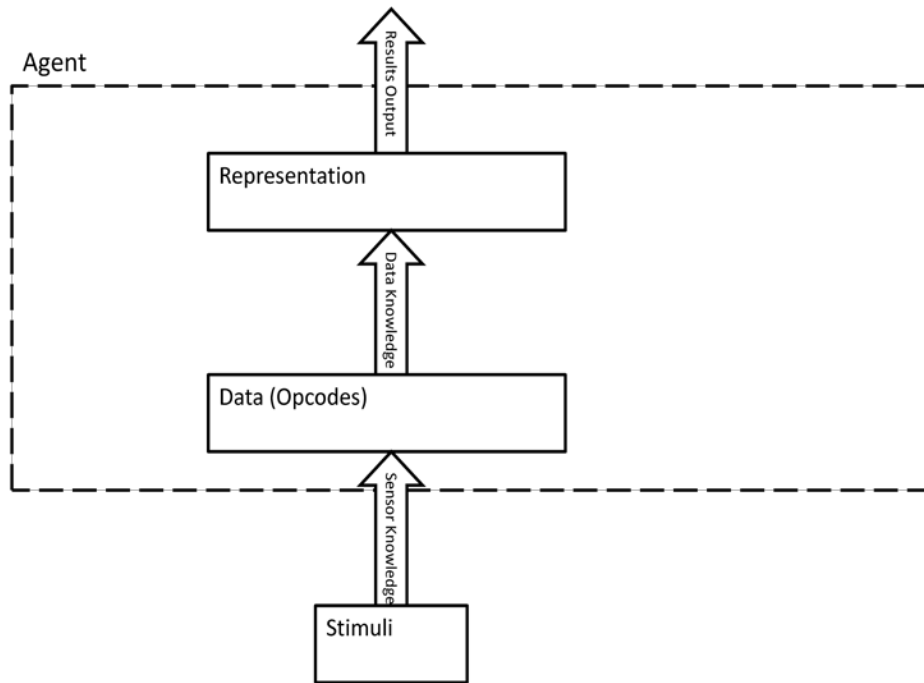 Agent
Results Output
Representation
Data Knowledge
Data (Opcodes)
Sensor Knowledge
Stimuli